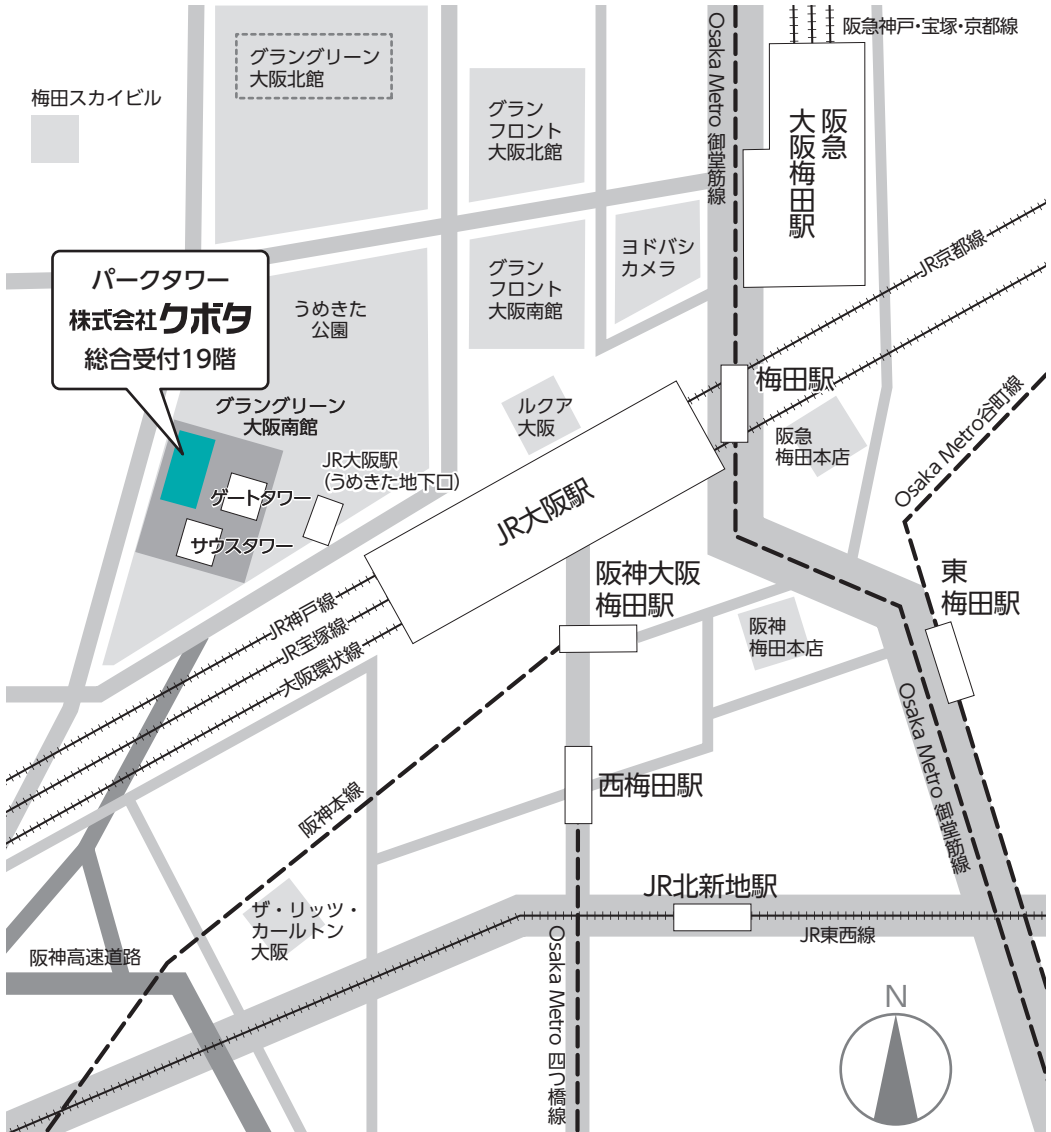 阪急神戸・宝塚・京都線
Osaka Metro 御堂筋線
グラングリーン
大阪北館
梅田スカイビル
グラン
フロント
大阪北館
阪急
大阪梅田駅
ヨドバシ
カメラ
JR京都線
グラン
フロント
大阪南館
パークタワー
株式会社クボタ
総合受付19階
うめきた
公園
梅田駅
グラングリーン
大阪南館
ルクア
大阪
阪急
梅田本店
Osaka Metro谷町線
JR大阪駅
(うめきた地下口)
ゲートタワー
サウスタワー
JR大阪駅
阪神大阪
梅田駅
東
梅田駅
JR神戸線
JR宝塚線
大阪環状線
阪神
梅田本店
Osaka Metro 御堂筋線
西梅田駅
阪神本線
JR北新地駅
ザ・リッツ・
カールトン
大阪
JR東西線
阪神高速道路
Osaka Metro 四つ橋線
N